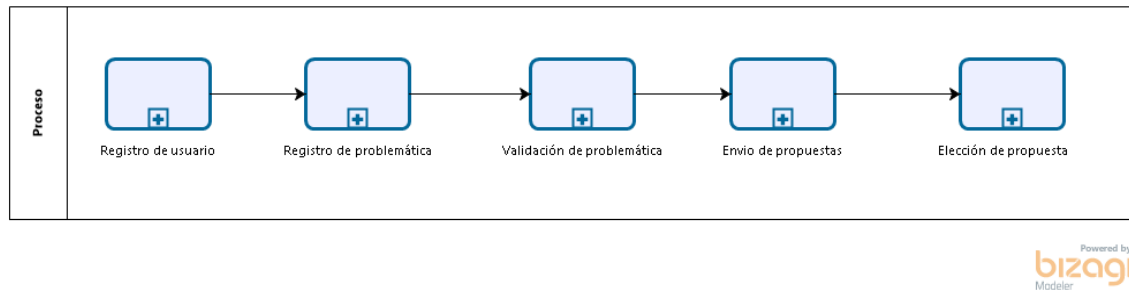 Proceso
Registro de usuario
Registro de problemática
Validación de problemática
Envio de propuestas
Elección de propuesta
Powered by
bizagi
Modeler